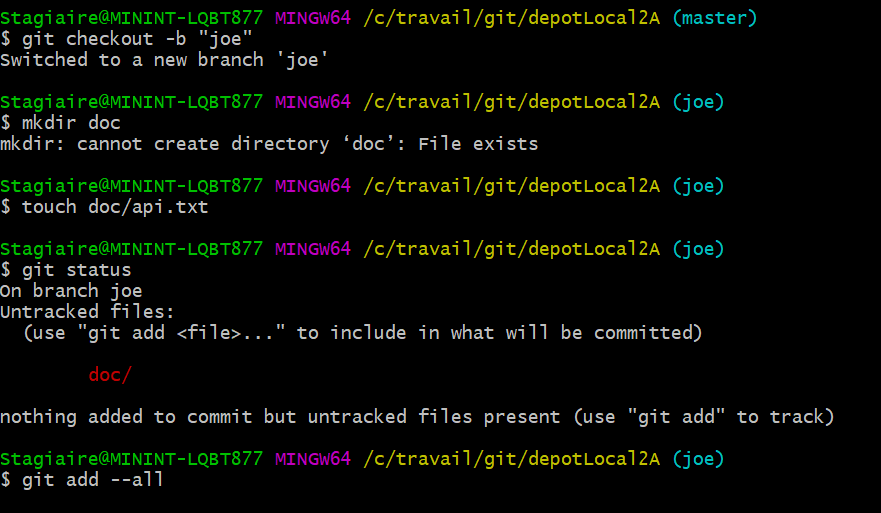 Stagiaire@MININT-LQBT877 MINGW64 /c/travail/git/depotLocal2A (master)
$ git checkout -b "joe"
Switched to a new branch 'joe'
Stagiaire@MININT-LQBT877 MINGW64 /c/travail/git/depotLocal2A (joe)
$ mkdir doc
mkdir: cannot create directory ‘doc’: File exists
Stagiaire@MININT-LQBT877 MINGW64 /c/travail/git/depotLocal2A (joe)
$ touch doc/api.txt
Stagiaire@MININT-LQBT877 MINGW64 /c/travail/git/depotLocal2A (joe)
$ git status
On branch joe
Untracked files:
  (use "git add <file>..." to include in what will be committed)
        doc/
nothing added to commit but untracked files present (use "git add" to track)
Stagiaire@MININT-LQBT877 MINGW64 /c/travail/git/depotLocal2A (joe)
$ git add --all